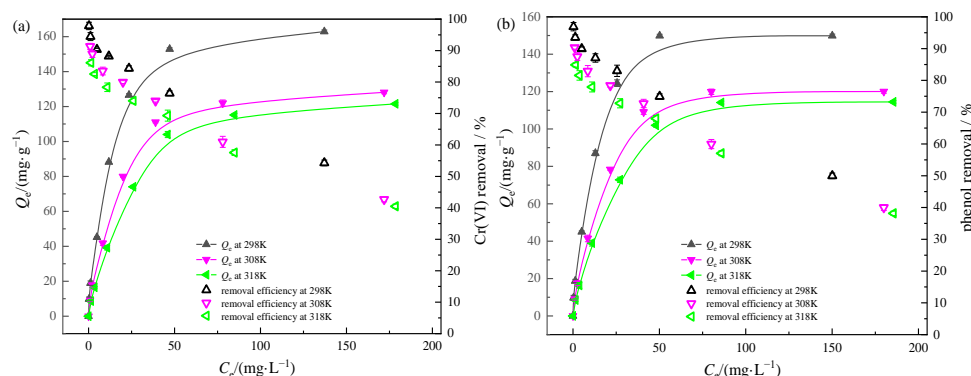 (a)
Qe/(mg·g⁻¹)
160
140
120
100
80
60
40
20
0
0 50 100 150 200
Ce/(mg·L⁻¹)
100
90
80
70
60
50
40
30
20
10
0
Cr(VI) removal / %
Qe at 298K
Qe at 308K
Qe at 318K
removal efficiency at 298K
removal efficiency at 308K
removal efficiency at 318K
(b)
Qe/(mg·g⁻¹)
160
140
120
100
80
60
40
20
0
0 50 100 150 200
Ce/(mg·L⁻¹)
100
90
80
70
60
50
40
30
20
10
0
phenol removal / %
Qe at 298K
Qe at 308K
Qe at 318K
removal efficiency at 298K
removal efficiency at 308K
removal efficiency at 318K